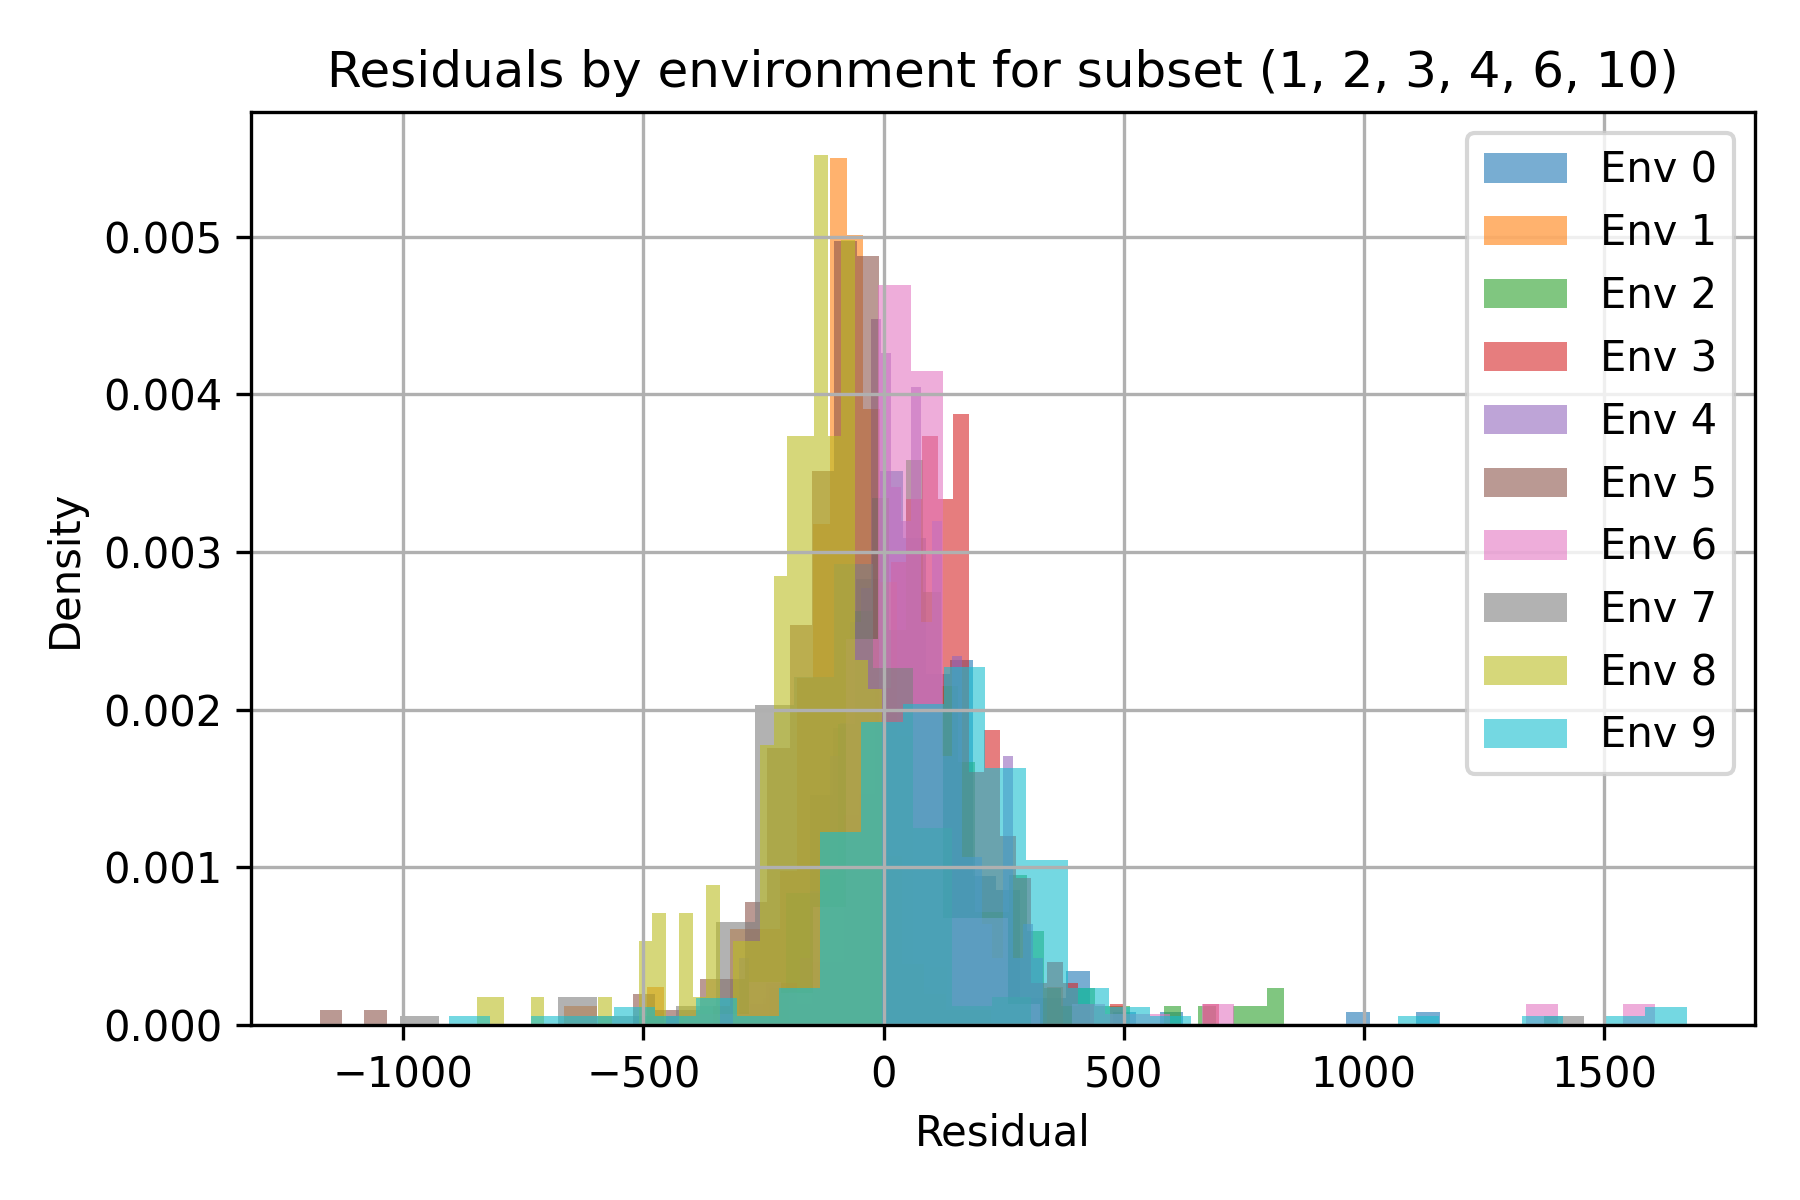 Residuals by environment for subset (1, 2, 3, 4, 6, 10)
Density
0.005
0.004
0.003
0.002
0.001
0.000
−1000
−500
0
500
1000
1500
Residual
Env 0
Env 1
Env 2
Env 3
Env 4
Env 5
Env 6
Env 7
Env 8
Env 9